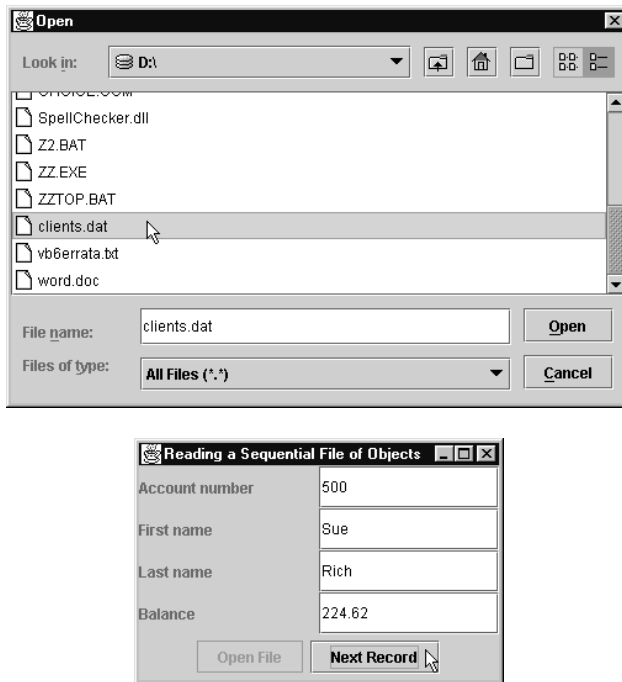 Open
Look in: D:\
CHOICE.COM
SpellChecker.dll
Z2.BAT
ZZ.EXE
ZZTOP.BAT
clients.dat
vb6errata.txt
word.doc
File name: clients.dat Open
Files of type: All Files (*.*) Cancel
Reading a Sequential File of Objects
Account number 500
First name Sue
Last name Rich
Balance 224.62
Open File Next Record